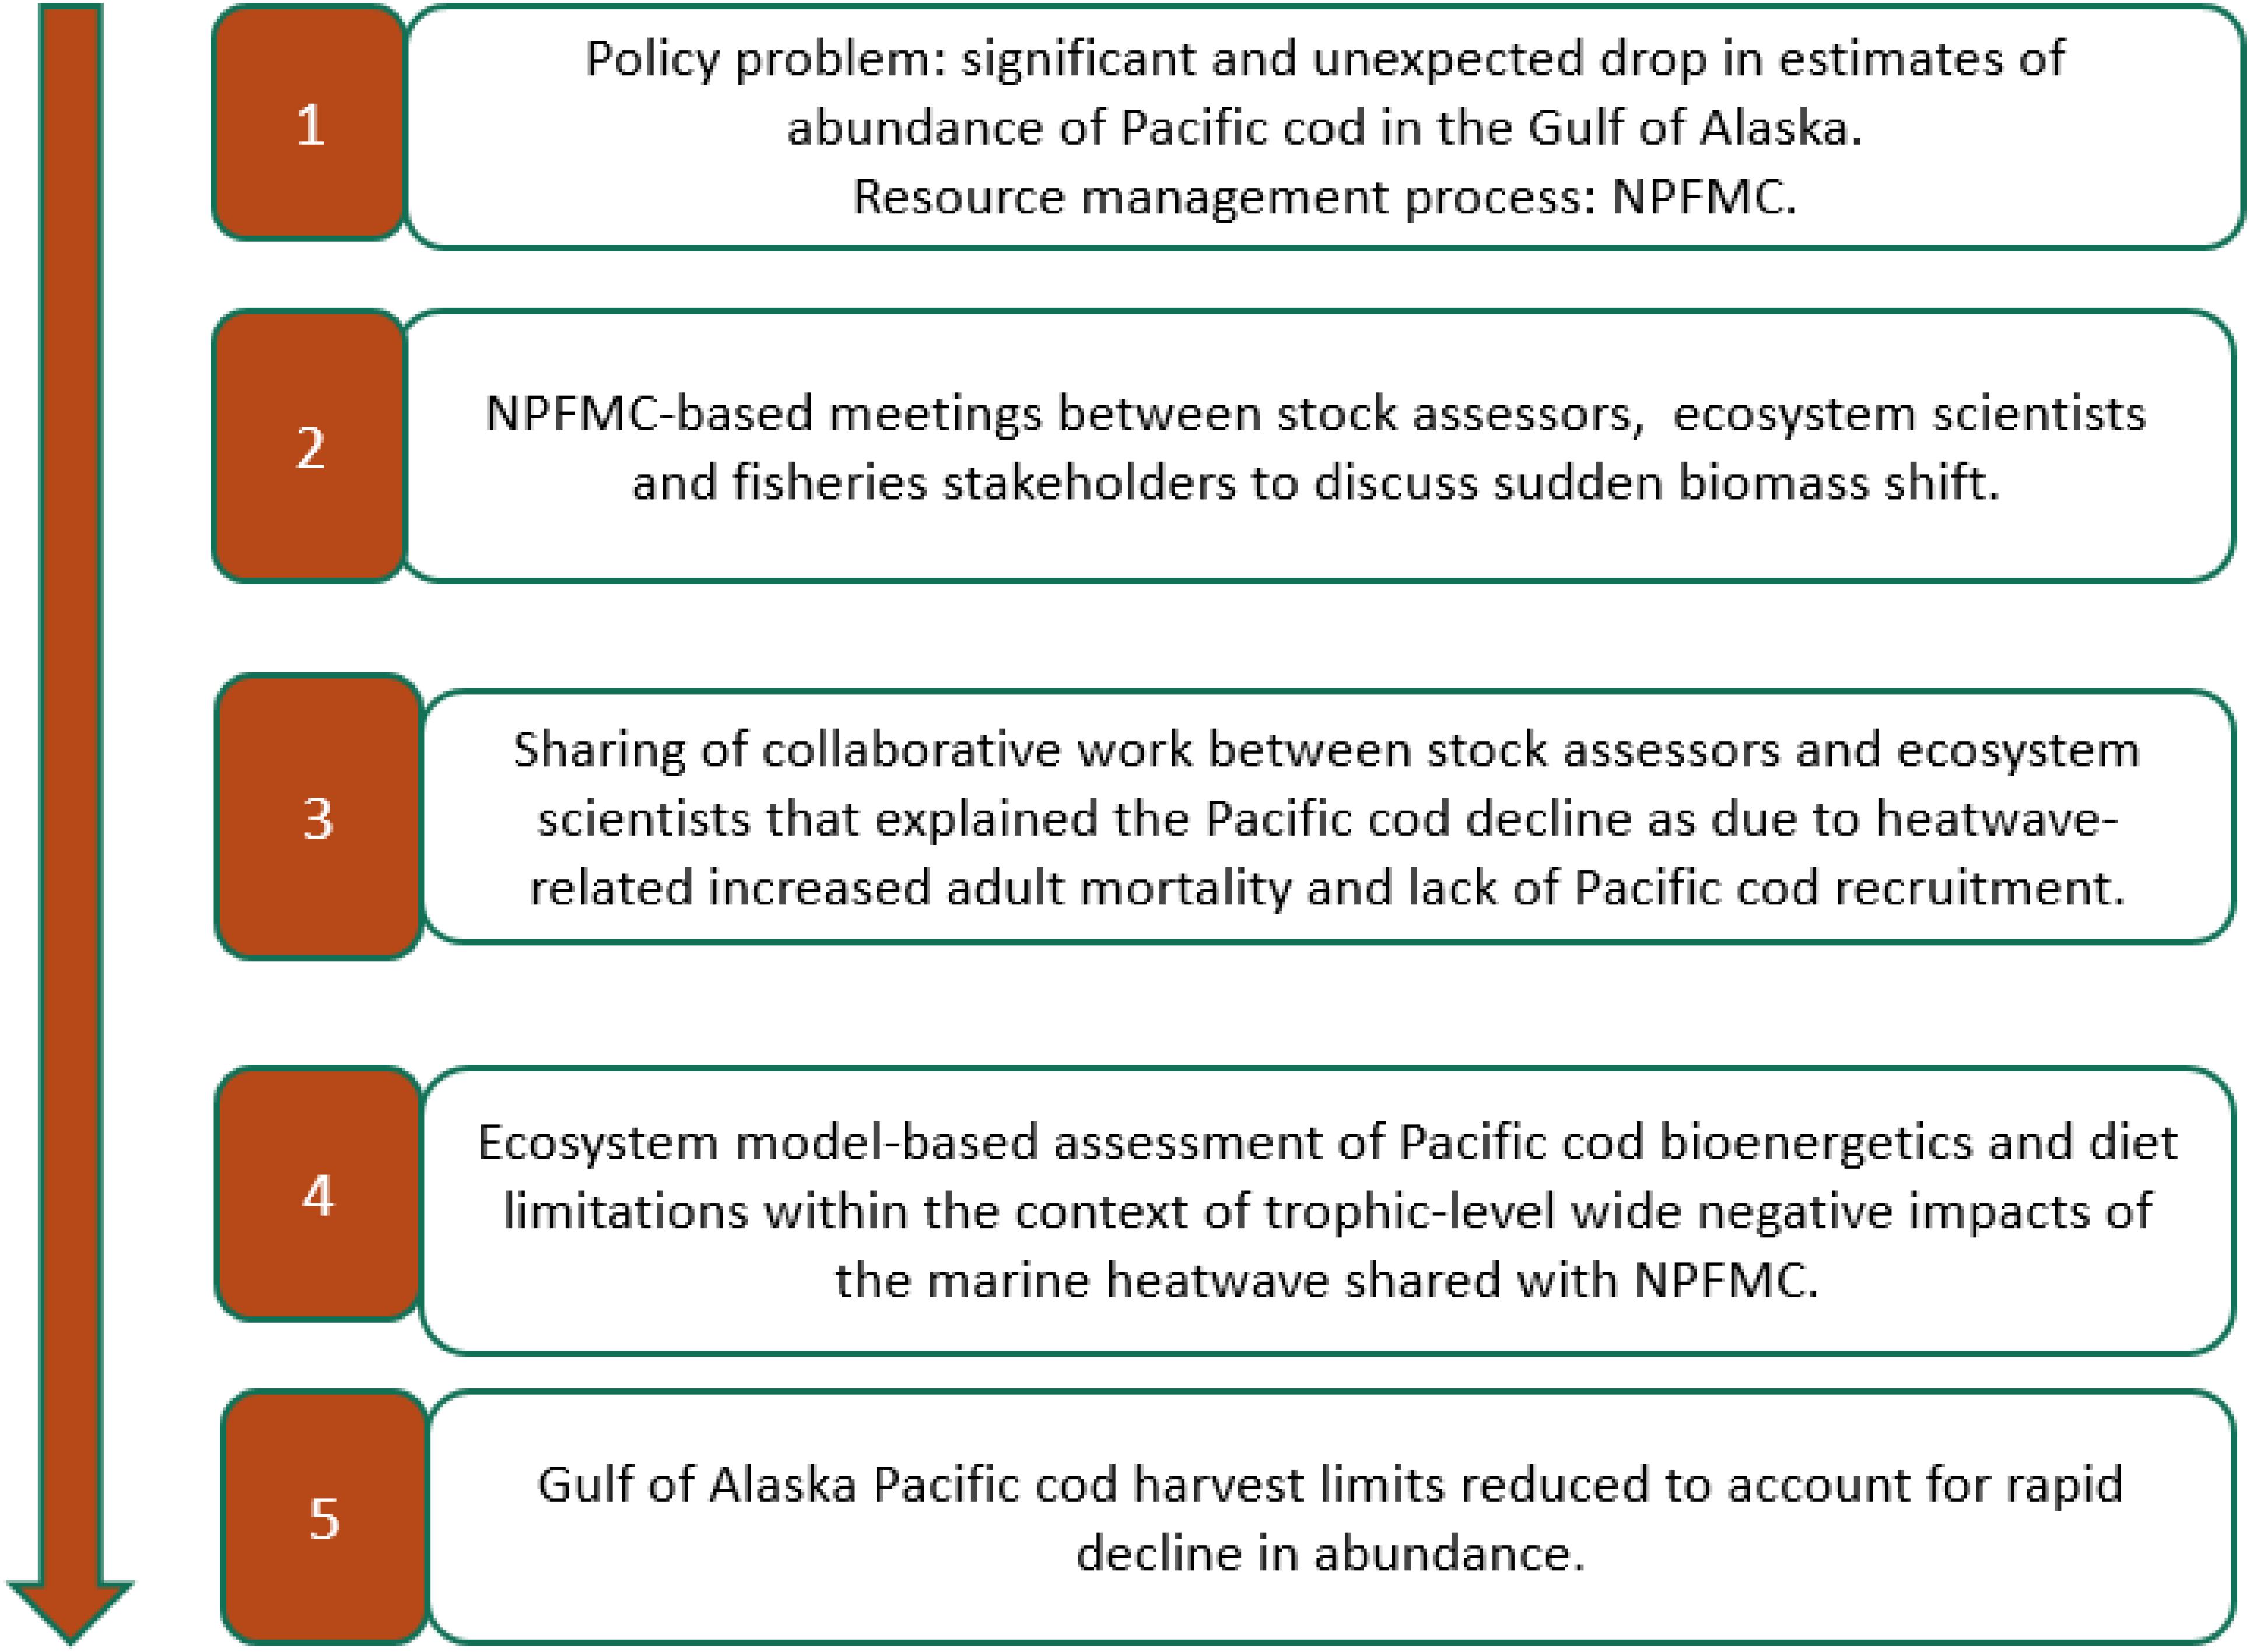 1
Policy problem: significant and unexpected drop in estimates of
abundance of Pacific cod in the Gulf of Alaska.
Resource management process: NPFMC.
2
NPFMC-based meetings between stock assessors,  ecosystem scientists
and fisheries stakeholders to discuss sudden biomass shift.
3
Sharing of collaborative work between stock assessors and ecosystem
scientists that explained the Pacific cod decline as due to heatwave-
related increased adult mortality and lack of Pacific cod recruitment.
4
Ecosystem model-based assessment of Pacific cod bioenergetics and diet
limitations within the context of trophic-level wide negative impacts of
the marine heatwave shared with NPFMC.
5
Gulf of Alaska Pacific cod harvest limits reduced to account for rapid
decline in abundance.